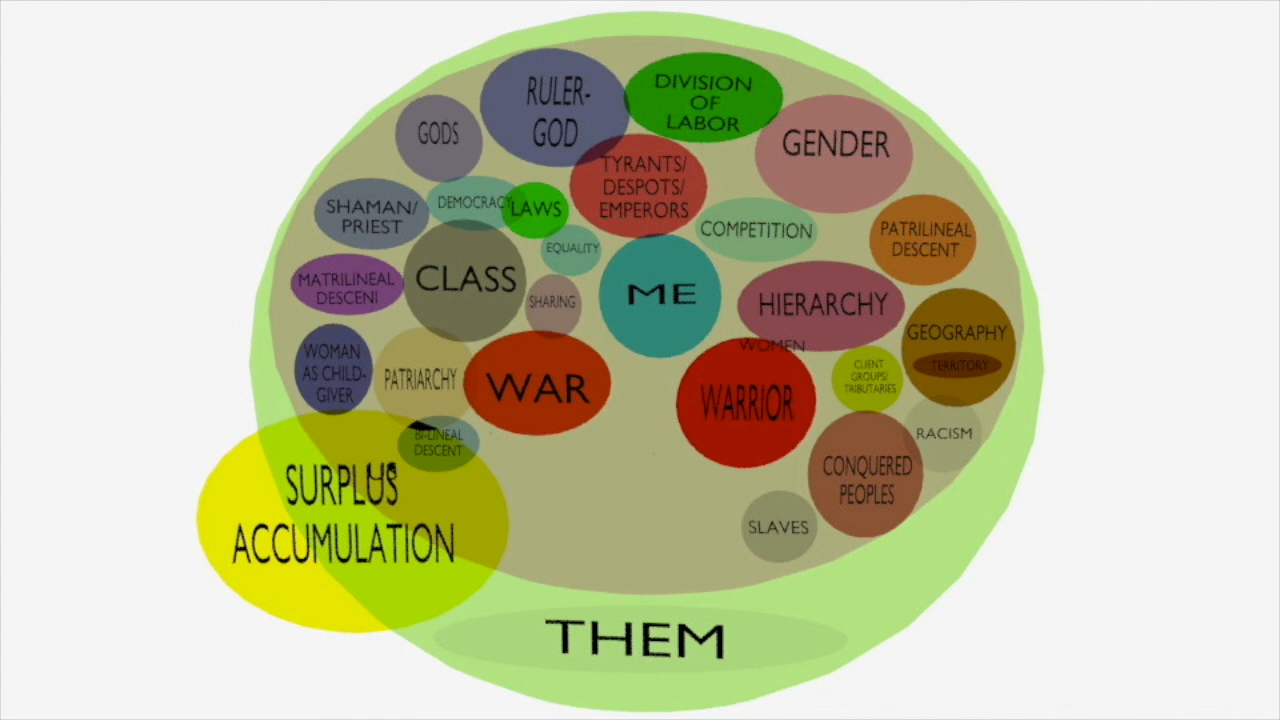 RULER-
GOD
DIVISION
OF
LABOR
GODS
GENDER
TYRANTS/
DESPOTS/
EMPERORS
SHAMAN/
PRIEST
DEMOCRACY
LAWS
COMPETITION
PATRILINEAL
DESCENT
EQUALITY
MATRILINEAL
DESCENI
CLASS
SHARING
ME
HIERARCHY
GEOGRAPHY
TERRITORY
WOMEN
WOMAN
AS CHILD-
GIVER
PATRIARCHY
WAR
WARRIOR
CLIENT
GROUPS/
TRIBUTARIES
BI-LINEAL
DESCENT
RACISM
CONQUERED
PEOPLES
US
SURPLUS
ACCUMULATION
SLAVES
THEM